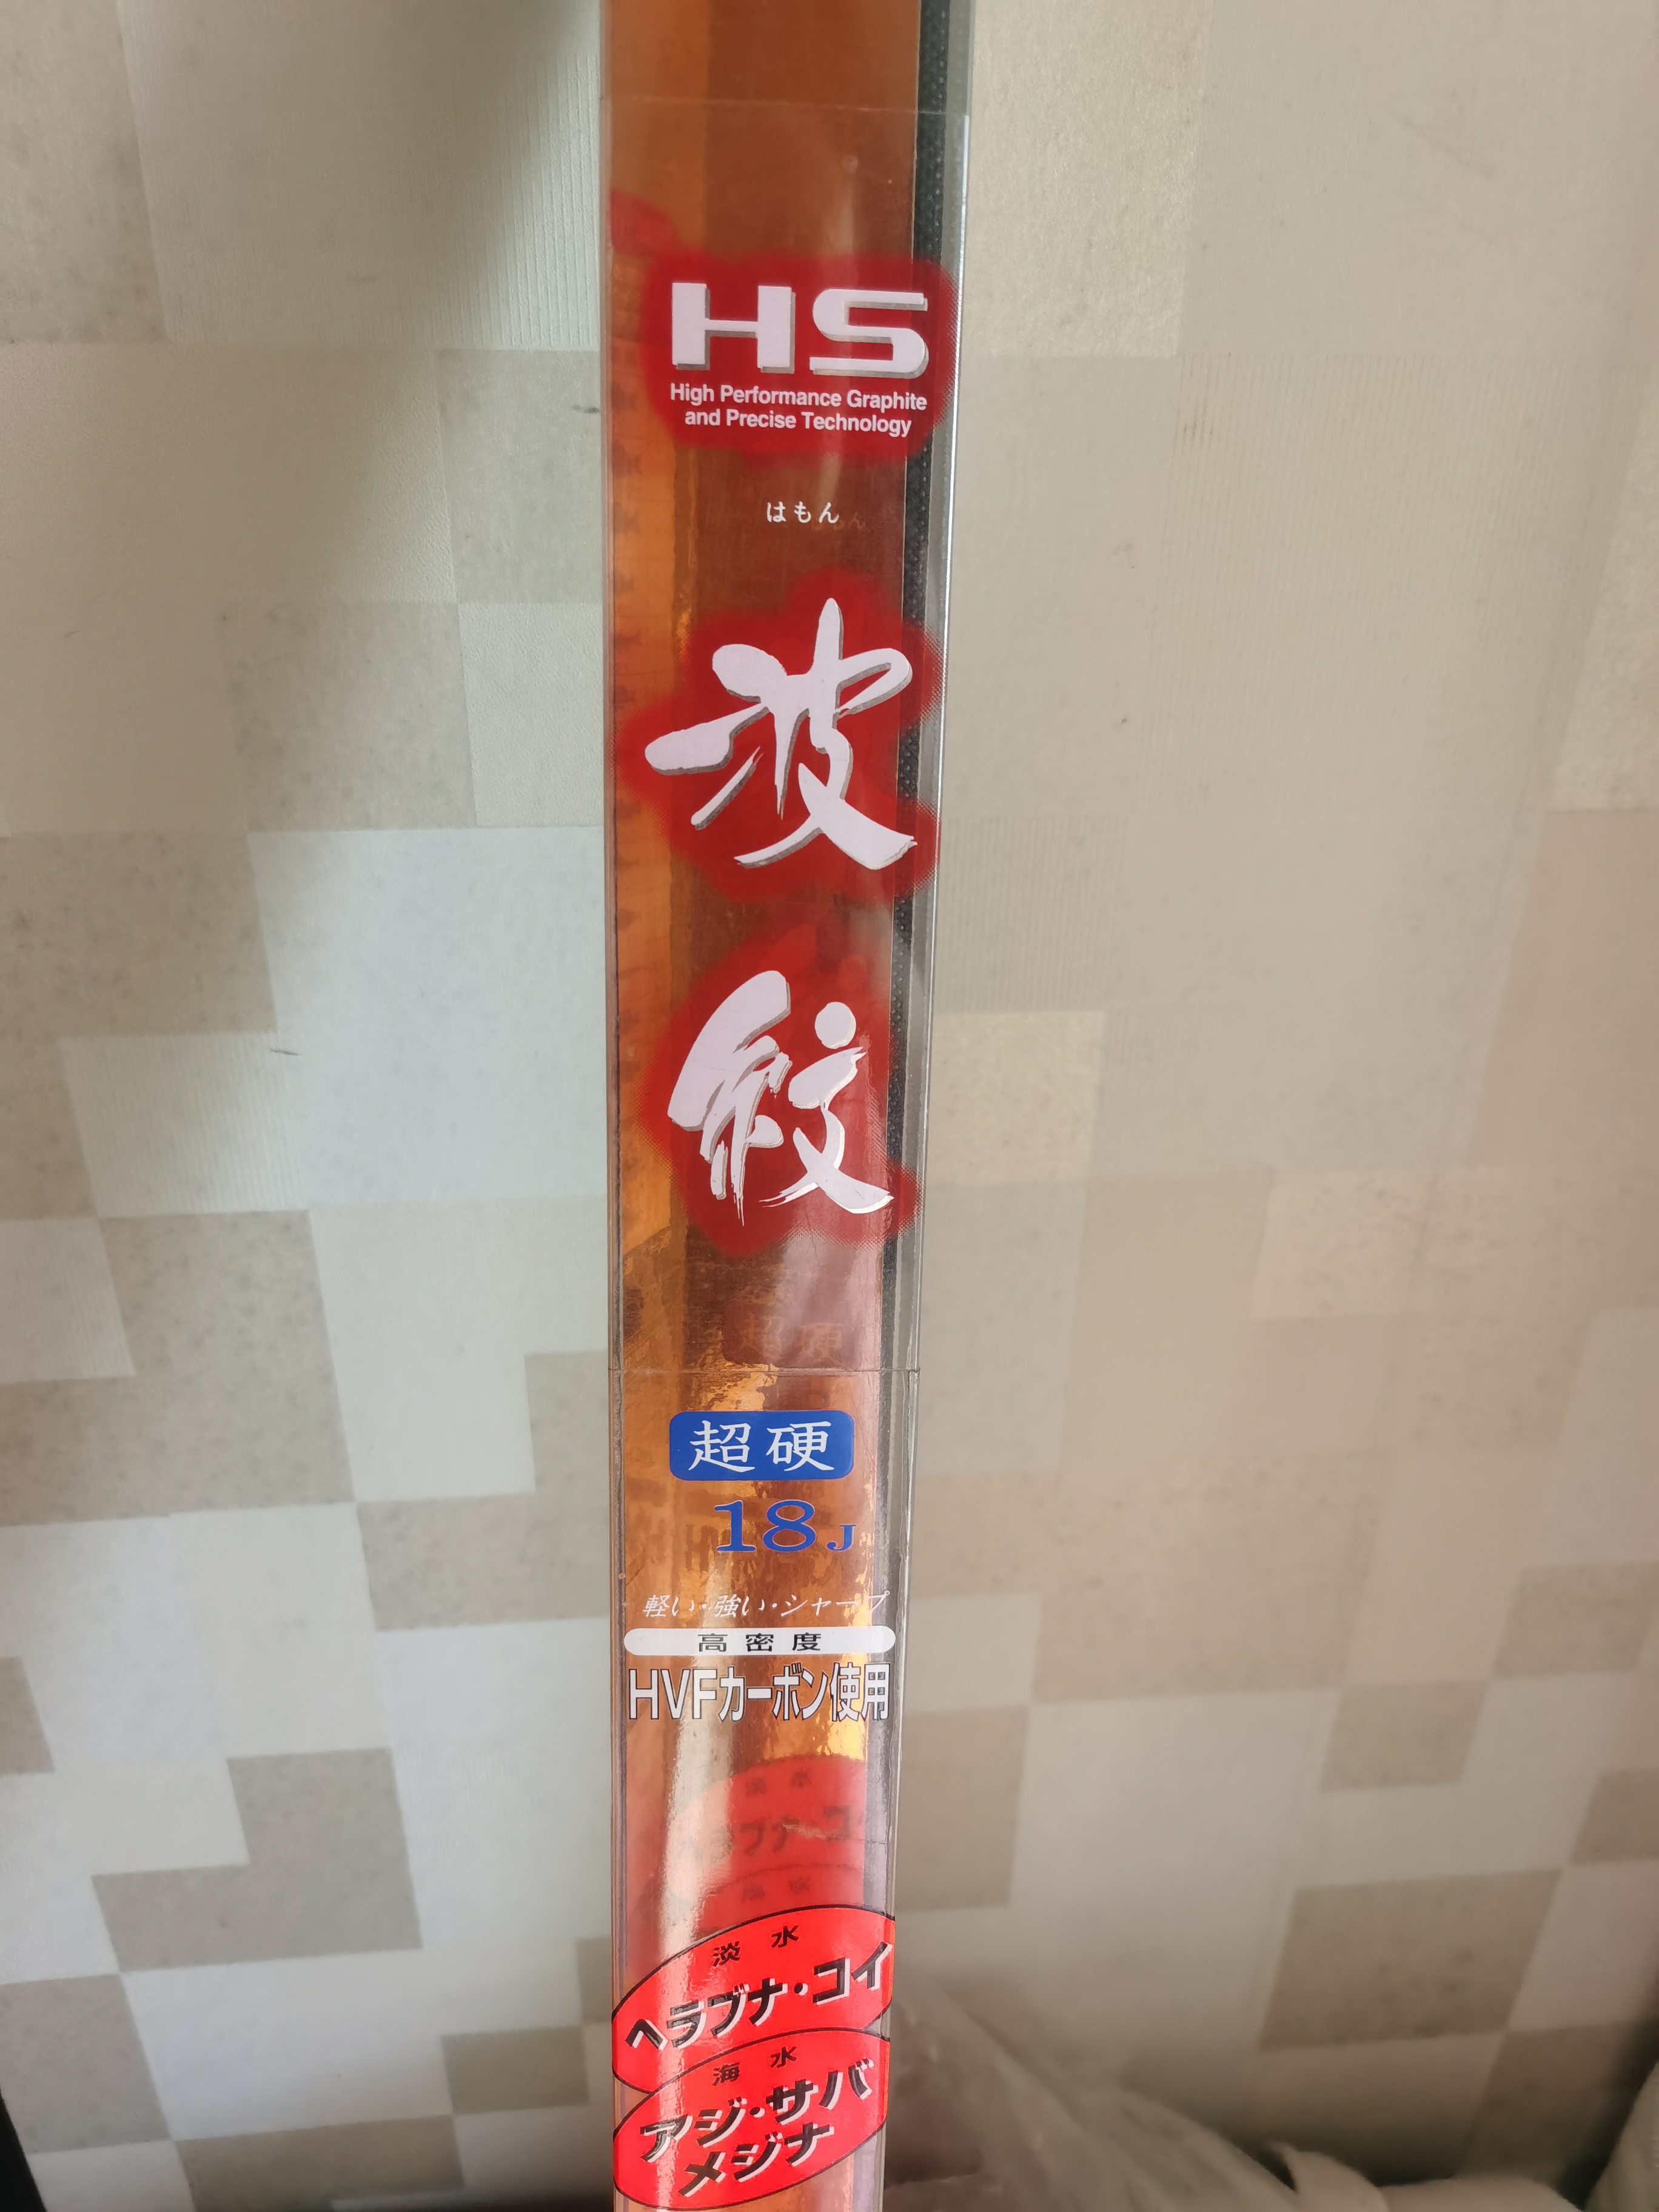 HS
High Performance Graphite
and Precise Technology
はもん
波
紋
超硬
18J
軽い・強い・シャープ
高密度
HVFカーボン使用
淡水
ヘラブナ・コイ
海水
アジ・サバ
メジナ